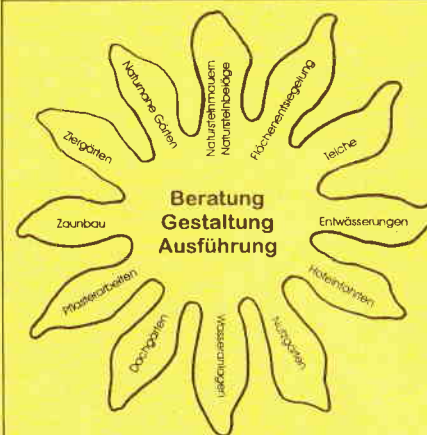 Naturnahe Gärten
Natursteinmauern
Natursteinbeläge
Flächenentsiegelung
Teiche
Entwässerungen
Hofeinfahrten
Nutzgärten
Wasseranlagen
Dachgärten
Pflasterarbeiten
Zaunbau
Ziergärten
Beratung
Gestaltung
Ausführung